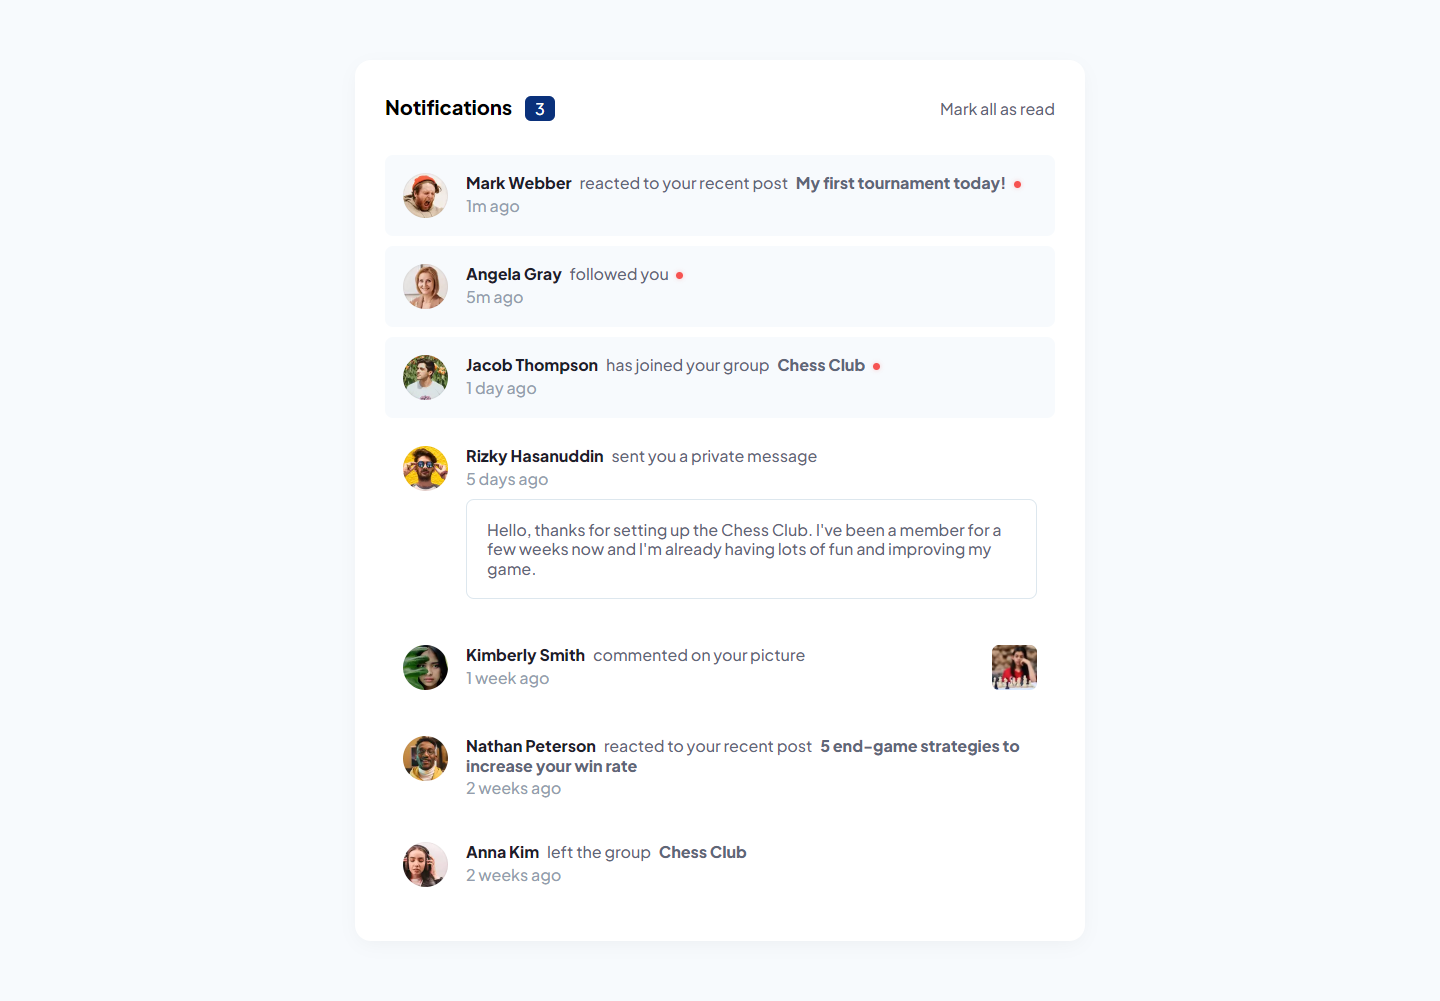 Notifications 3 Mark all as read
Mark Webber reacted to your recent post My first tournament today!
1m ago
Angela Gray followed you
5m ago
Jacob Thompson has joined your group Chess Club
1 day ago
Rizky Hasanuddin sent you a private message
5 days ago
Hello, thanks for setting up the Chess Club. I've been a member for a
few weeks now and I'm already having lots of fun and improving my
game.
Kimberly Smith commented on your picture
1 week ago
Nathan Peterson reacted to your recent post 5 end-game strategies to
increase your win rate
2 weeks ago
Anna Kim left the group Chess Club
2 weeks ago